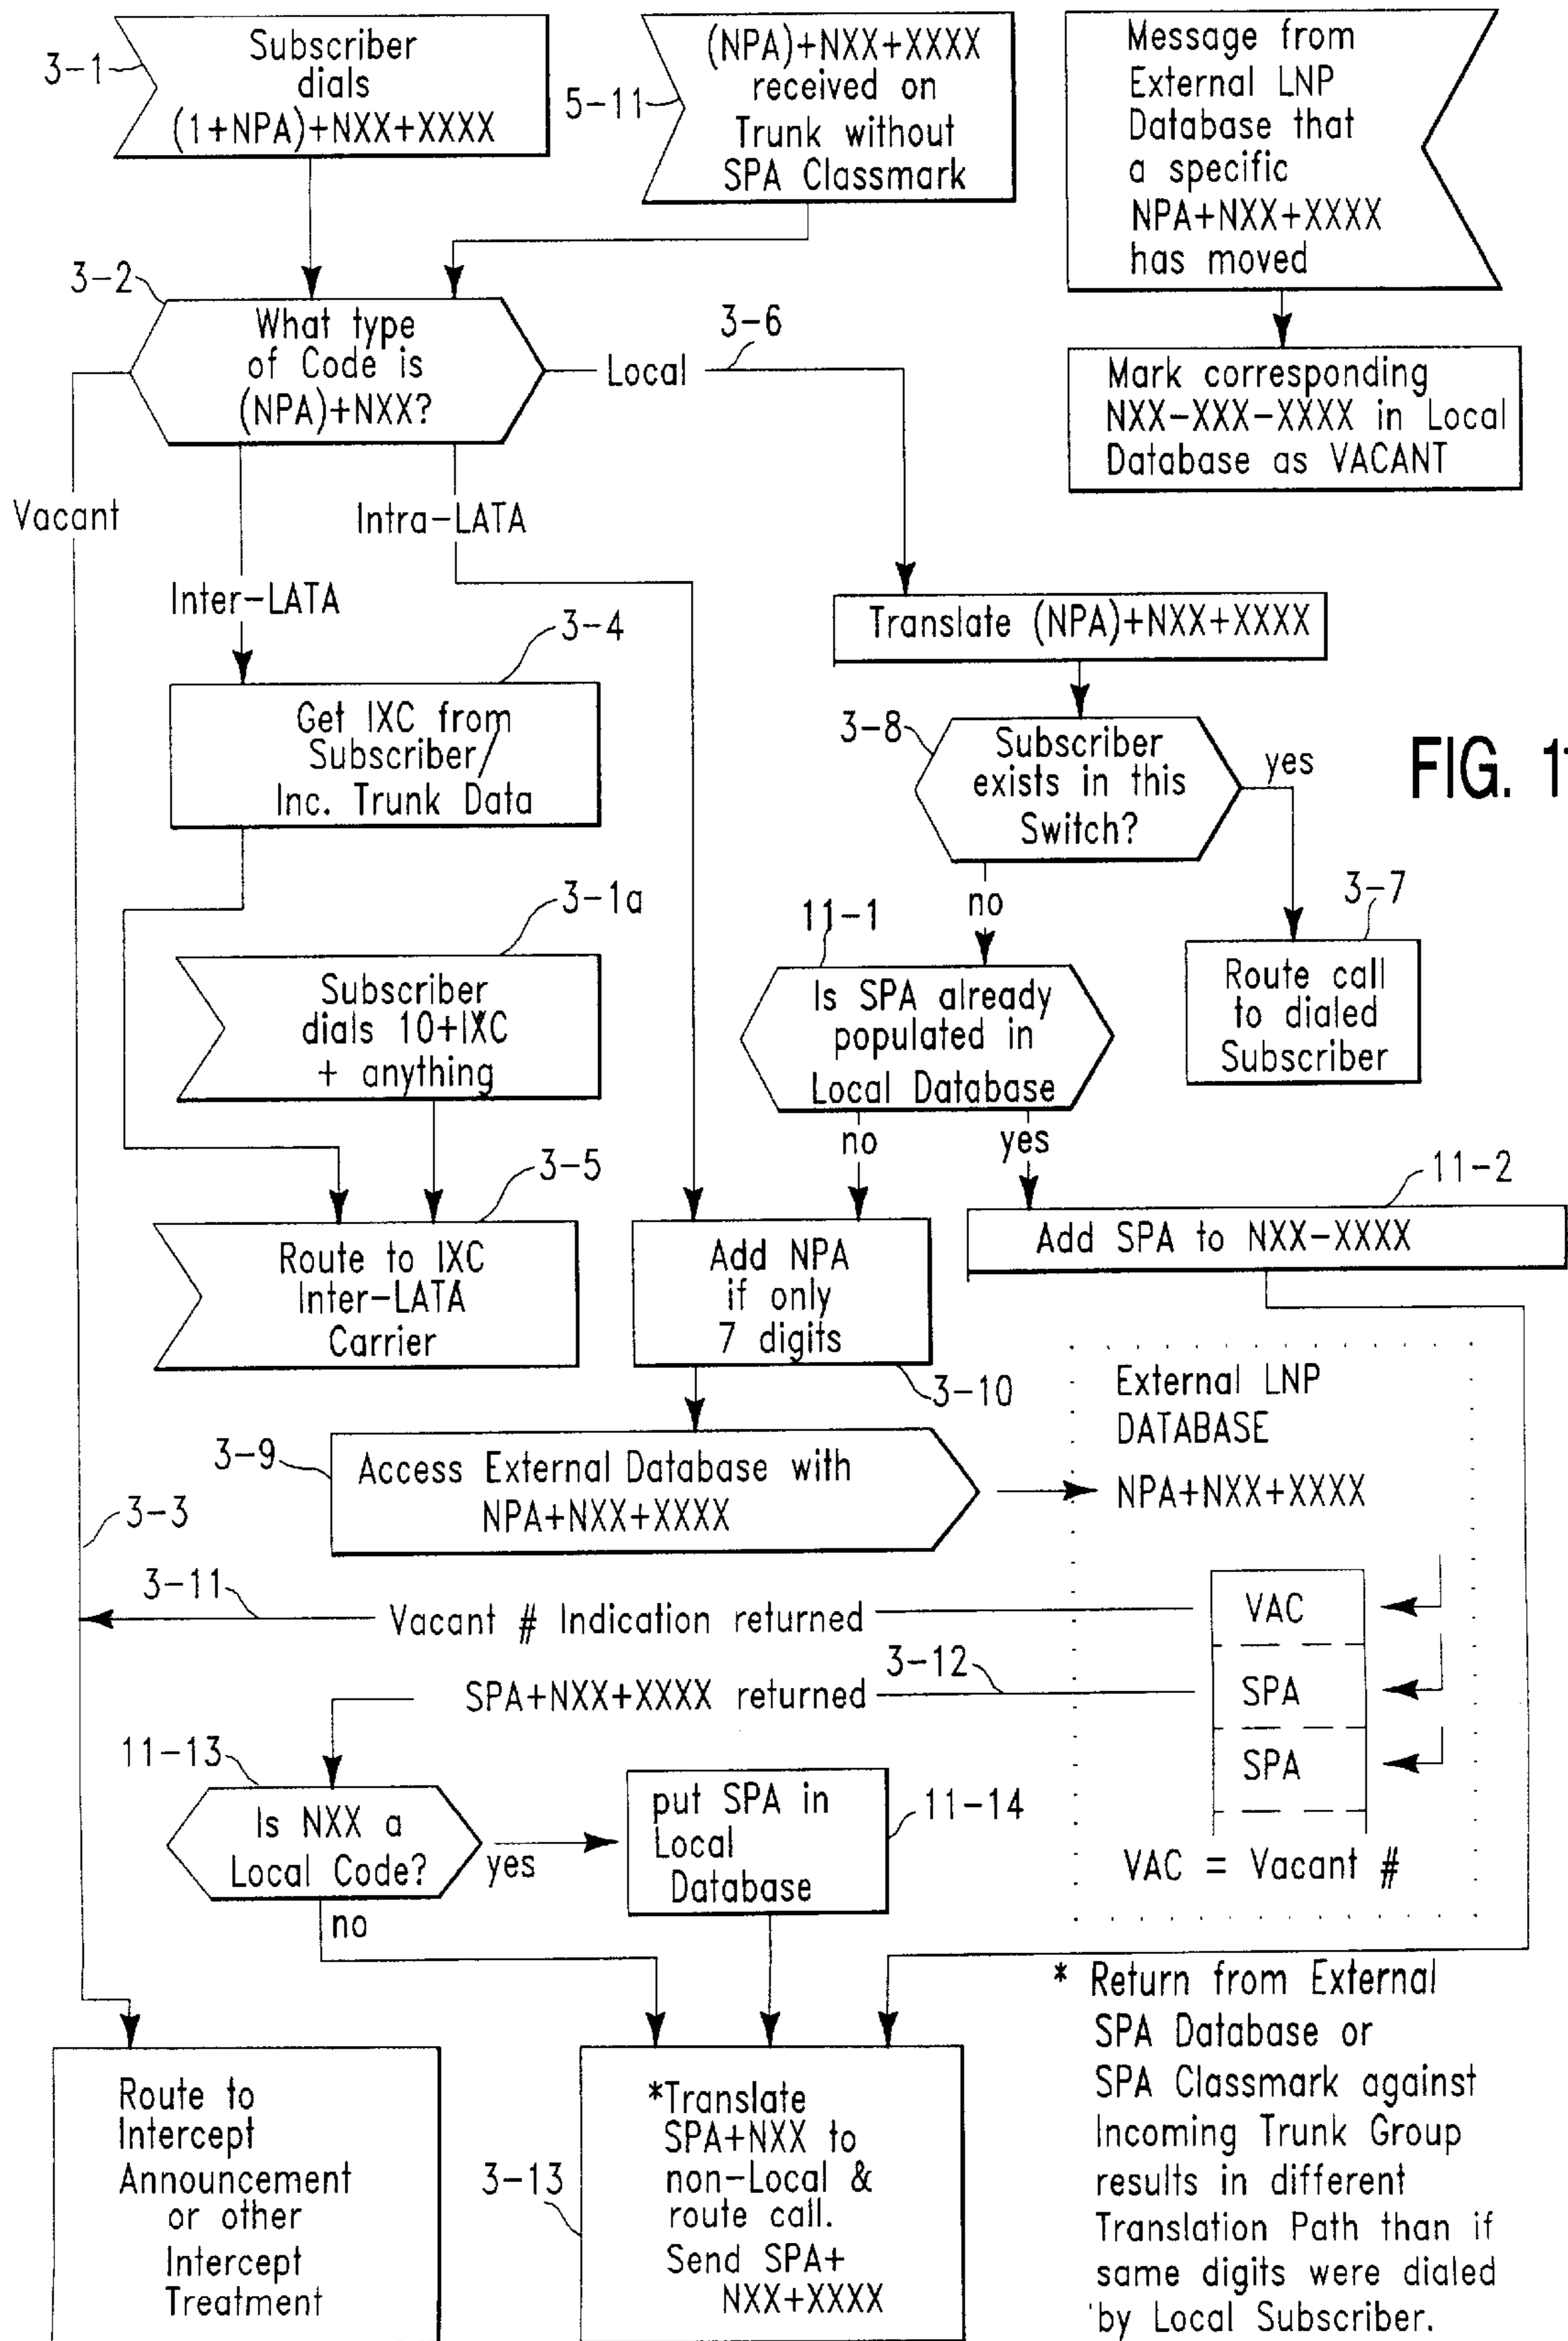 3-1
Subscriber
dials
(1+NPA)+NXX+XXXX
5-11
(NPA)+NXX+XXXX
received on
Trunk without
SPA Classmark
Message from
External LNP
Database that
a specific
NPA+NXX+XXXX
has moved
3-2
What type
of Code is
(NPA)+NXX?
Local
3-6
Mark corresponding
NXX-XXX-XXXX in Local
Database as VACANT
Vacant
Intra-LATA
Inter-LATA
Translate (NPA)+NXX+XXXX
3-4
Get IXC from
Subscriber/
Inc. Trunk Data
3-8
Subscriber
exists in this
Switch?
yes
FIG. 11
no
3-1a
Subscriber
dials 10+IXC
+ anything
11-1
Is SPA already
populated in
Local Database
3-7
Route call
to dialed
Subscriber
no
yes
3-5
Route to IXC
Inter-LATA
Carrier
Add NPA
if only
7 digits
3-10
11-2
Add SPA to NXX-XXXX
External LNP
DATABASE
NPA+NXX+XXXX
3-9
Access External Database with
NPA+NXX+XXXX
3-3
3-11
Vacant # Indication returned
VAC
3-12
SPA+NXX+XXXX returned
SPA
SPA
VAC = Vacant #
11-13
Is NXX a
Local Code?
yes
no
put SPA in
Local
Database
11-14
Route to
Intercept
Announcement
or other
Intercept
Treatment
3-13
*Translate
SPA+NXX to
non-Local &
route call.
Send SPA+
NXX+XXXX
* Return from External
SPA Database or
SPA Classmark against
Incoming Trunk Group
results in different
Translation Path than if
same digits were dialed
by Local Subscriber.